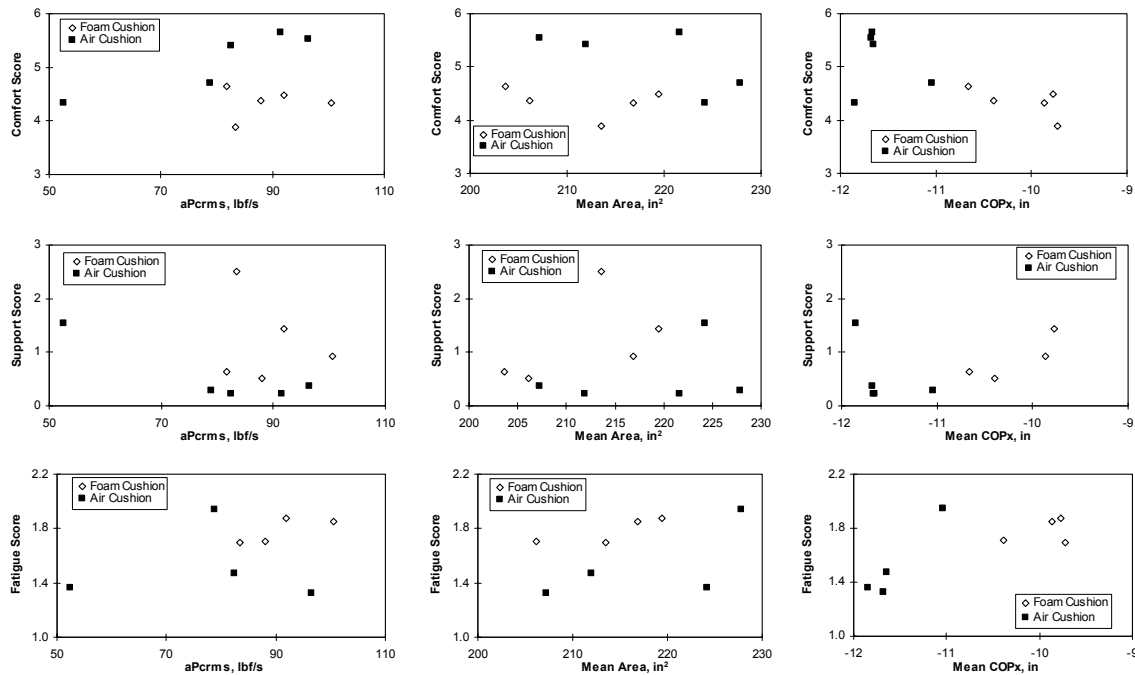 6
5
4
3
Comfort Score
Foam Cushion
Air Cushion
50 70 90 110
aPcrms, lbf/s
6
5
4
3
Comfort Score
Foam Cushion
Air Cushion
200 210 220 230
Mean Area, in²
6
5
4
3
Comfort Score
Foam Cushion
Air Cushion
-12 -11 -10 -9
Mean COPx, in
3
2
1
0
Support Score
Foam Cushion
Air Cushion
50 70 90 110
aPcrms, lbf/s
3
2
1
0
Support Score
Foam Cushion
Air Cushion
200 205 210 215 220 225 230
Mean Area, in²
3
2
1
0
Support Score
Foam Cushion
Air Cushion
-12 -11 -10 -9
Mean COPx, in
2.2
1.8
1.4
1.0
Fatigue Score
Foam Cushion
Air Cushion
50 70 90 110
aPcrms, lbf/s
2.2
1.8
1.4
1.0
Fatigue Score
Foam Cushion
Air Cushion
200 210 220 230
Mean Area, in²
2.2
1.8
1.4
1.0
Fatigue Score
Foam Cushion
Air Cushion
-12 -11 -10 -9
Mean COPx, in